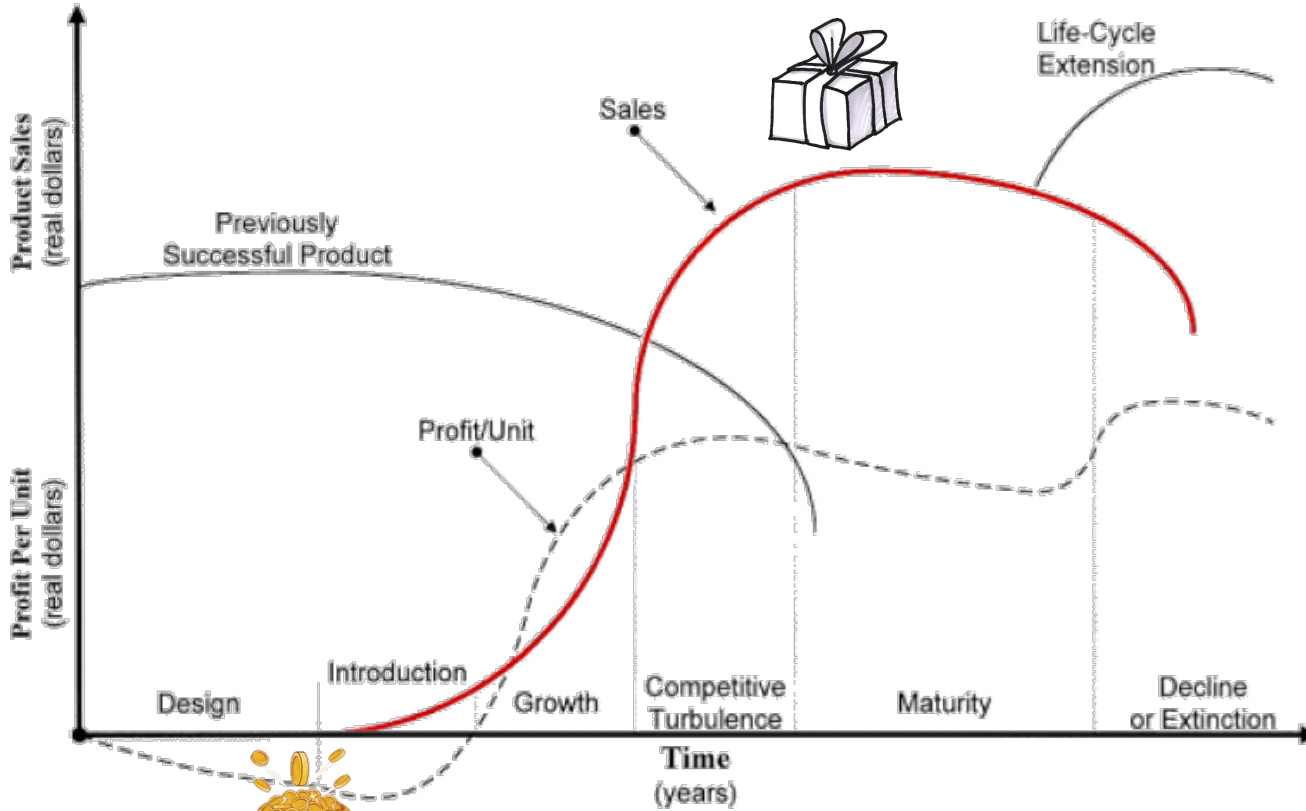 Life-Cycle
Extension
Sales
Product Sales
(real dollars)
Previously
Successful Product
Profit/Unit
Profit Per Unit
(real dollars)
Introduction
Design
Growth
Competitive
Turbulence
Maturity
Decline
or Extinction
Time
(years)